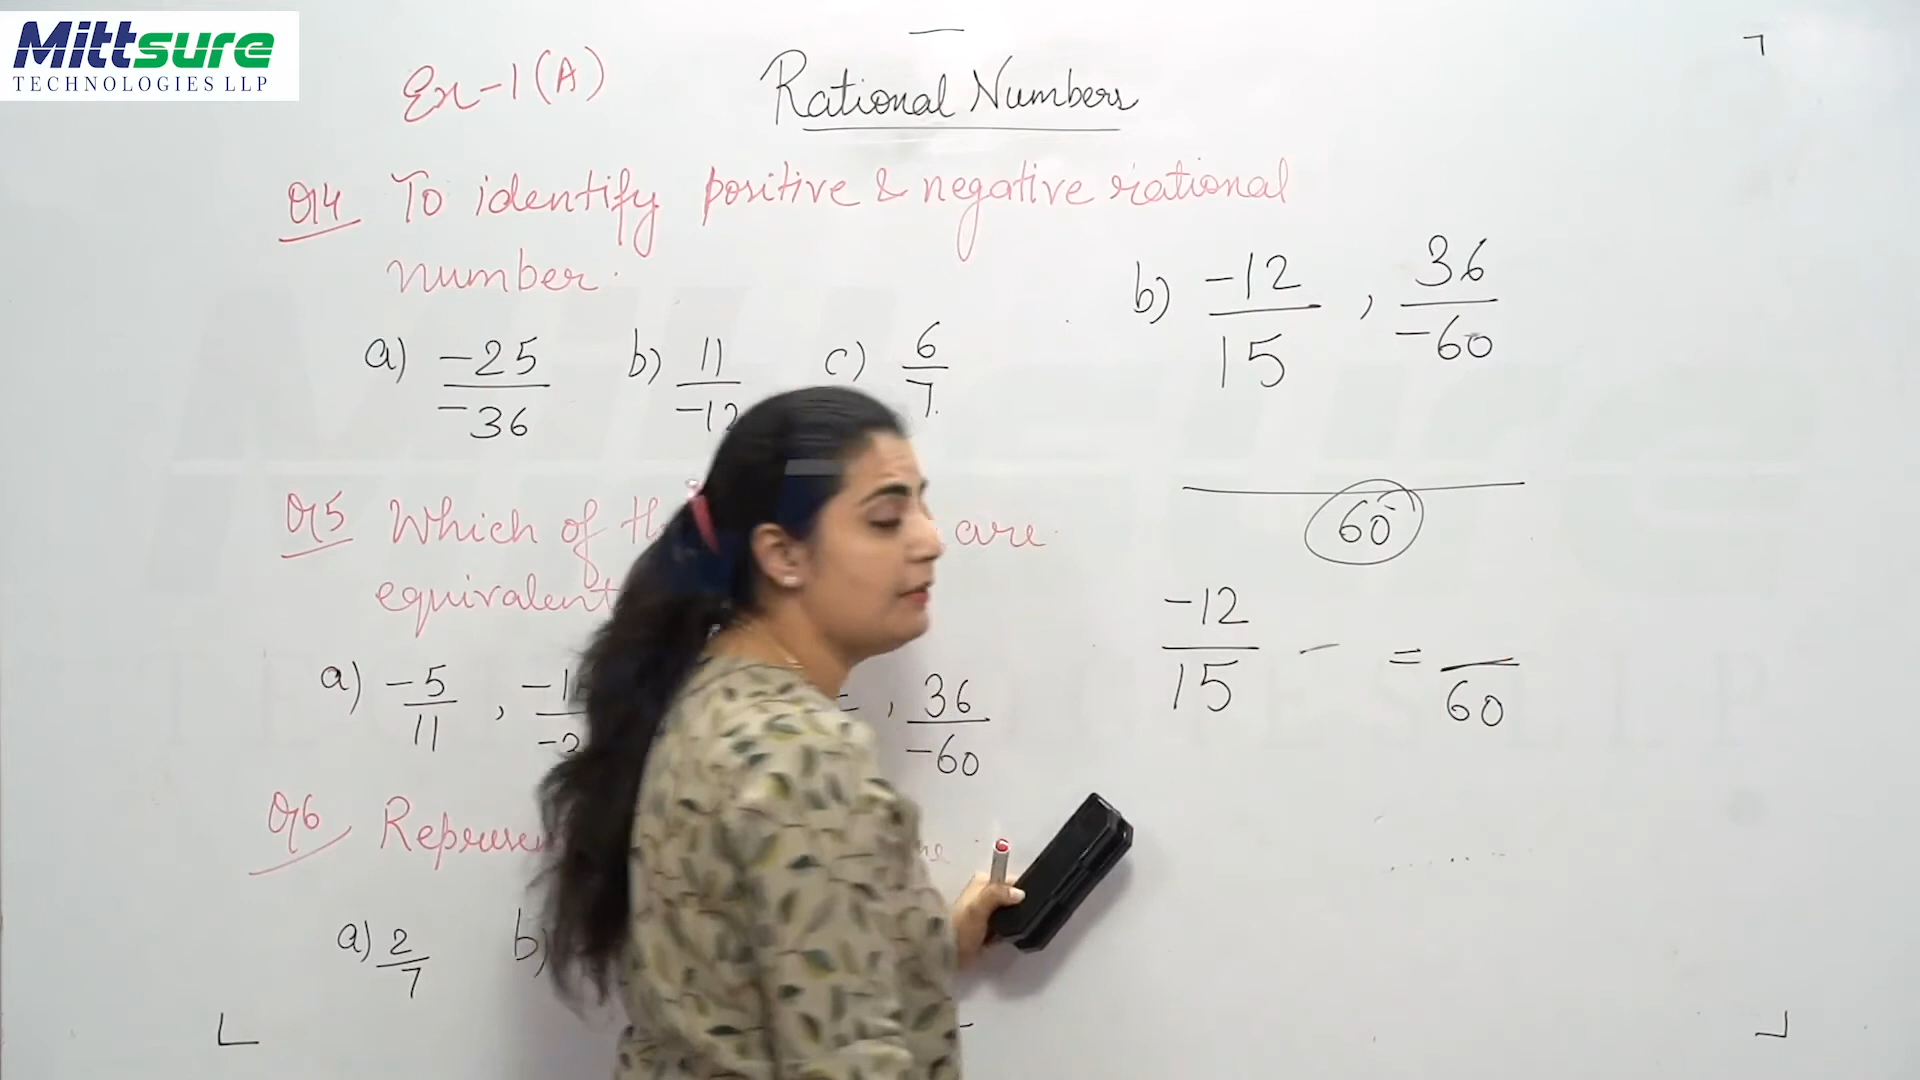 Mittsure
TECHNOLOGIES LLP
Ex-1(A)
Rational Numbers
Q4 To identify positive & negative rational
number.
a) -25/-36 b) 11/-12 c) 6/7
Q5 Which of are
equivalent
a) -5/11 , , 36/-60
Q6
a) 2/7 b)
b) -12/15 , 36/-60
60
-12/15 - = /60